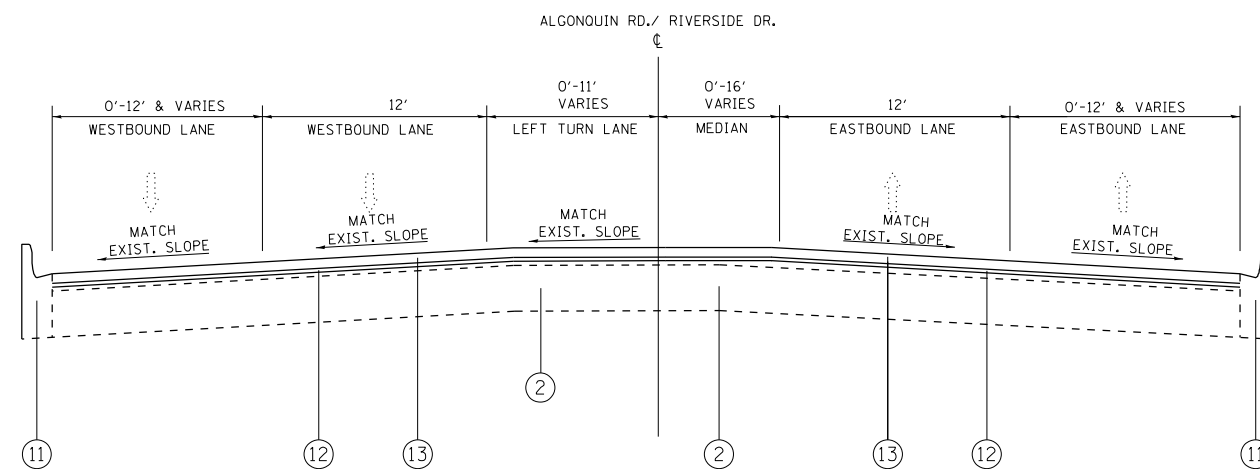 ALGONQUIN RD./ RIVERSIDE DR.
℄
0'-12' & VARIES
WESTBOUND LANE
12'
WESTBOUND LANE
0'-11'
VARIES
LEFT TURN LANE
0'-16'
VARIES
MEDIAN
12'
EASTBOUND LANE
0'-12' & VARIES
EASTBOUND LANE
MATCH
EXIST. SLOPE
MATCH
EXIST. SLOPE
MATCH
EXIST. SLOPE
MATCH
EXIST. SLOPE
MATCH
EXIST. SLOPE
2
11
12
13
2
13
12
11